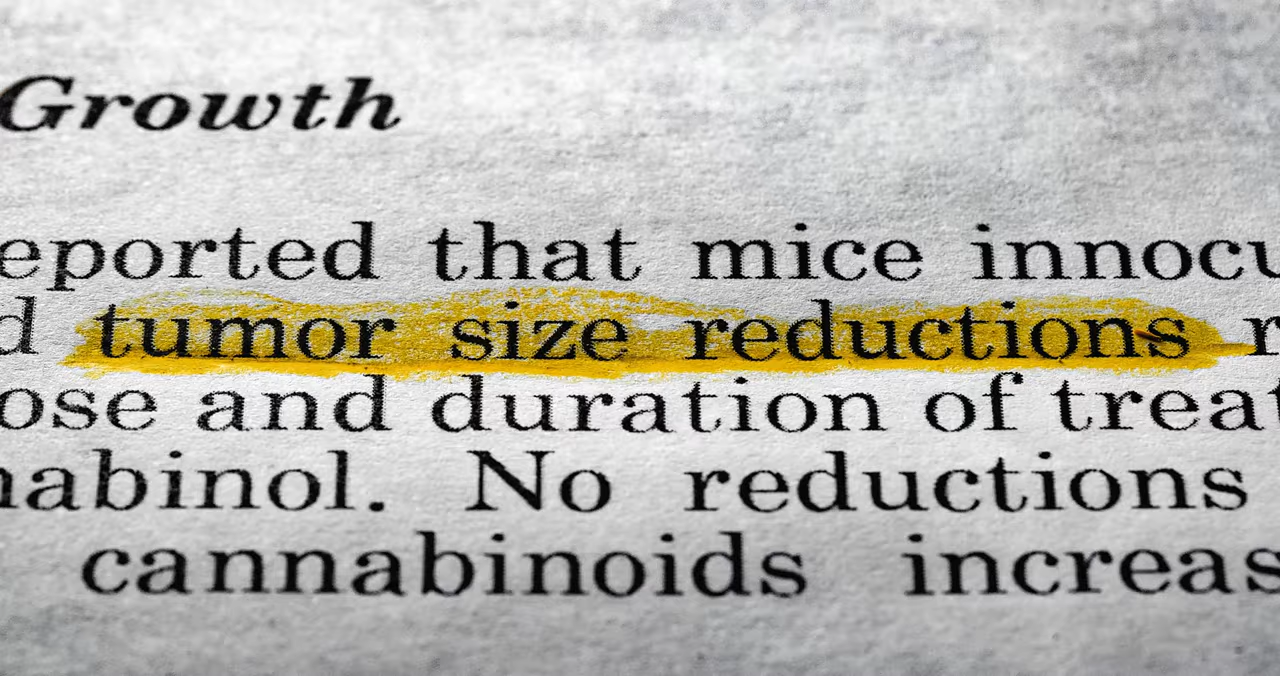 Growth
eported that mice innocu
d tumor size reductions r
ose and duration of treat
nabinol. No reductions
cannabinoids increas